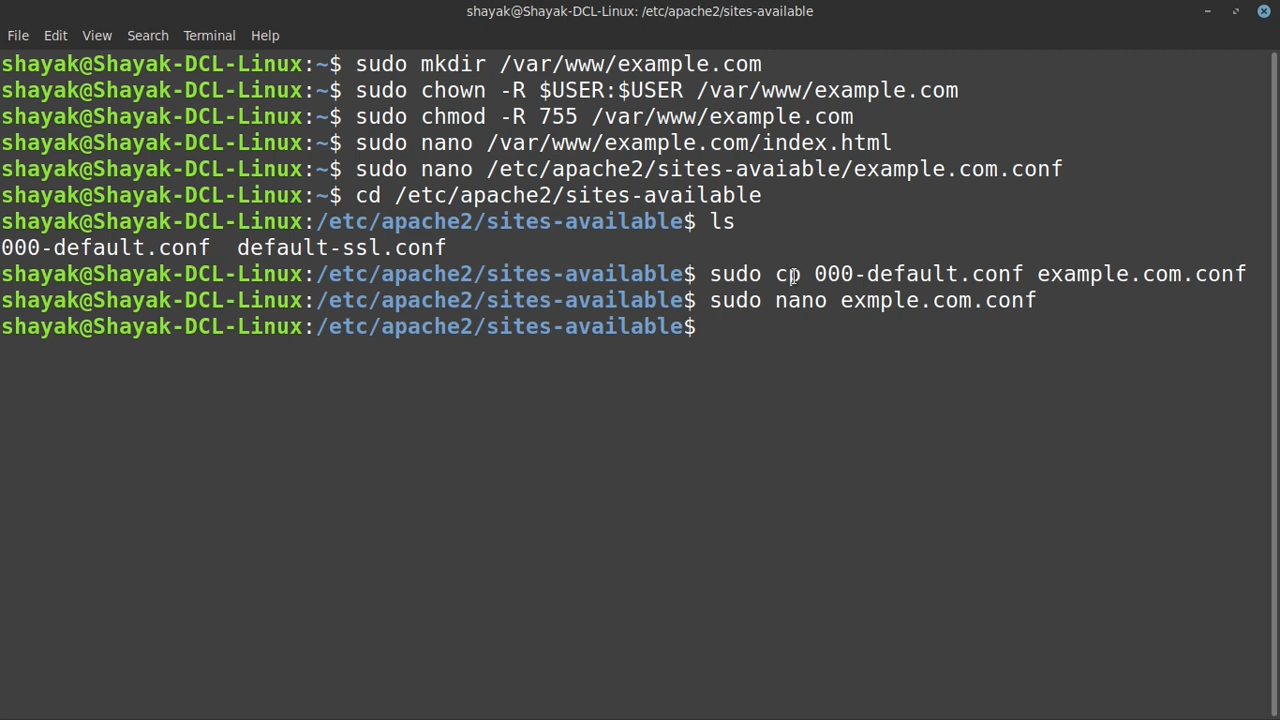 shayak@Shayak-DCL-Linux: /etc/apache2/sites-available
File Edit View Search Terminal Help
shayak@Shayak-DCL-Linux:~$ sudo mkdir /var/www/example.com
shayak@Shayak-DCL-Linux:~$ sudo chown -R $USER:$USER /var/www/example.com
shayak@Shayak-DCL-Linux:~$ sudo chmod -R 755 /var/www/example.com
shayak@Shayak-DCL-Linux:~$ sudo nano /var/www/example.com/index.html
shayak@Shayak-DCL-Linux:~$ sudo nano /etc/apache2/sites-avaiable/example.com.conf
shayak@Shayak-DCL-Linux:~$ cd /etc/apache2/sites-available
shayak@Shayak-DCL-Linux:/etc/apache2/sites-available$ ls
000-default.conf  default-ssl.conf
shayak@Shayak-DCL-Linux:/etc/apache2/sites-available$ sudo cp 000-default.conf example.com.conf
shayak@Shayak-DCL-Linux:/etc/apache2/sites-available$ sudo nano exmple.com.conf
shayak@Shayak-DCL-Linux:/etc/apache2/sites-available$